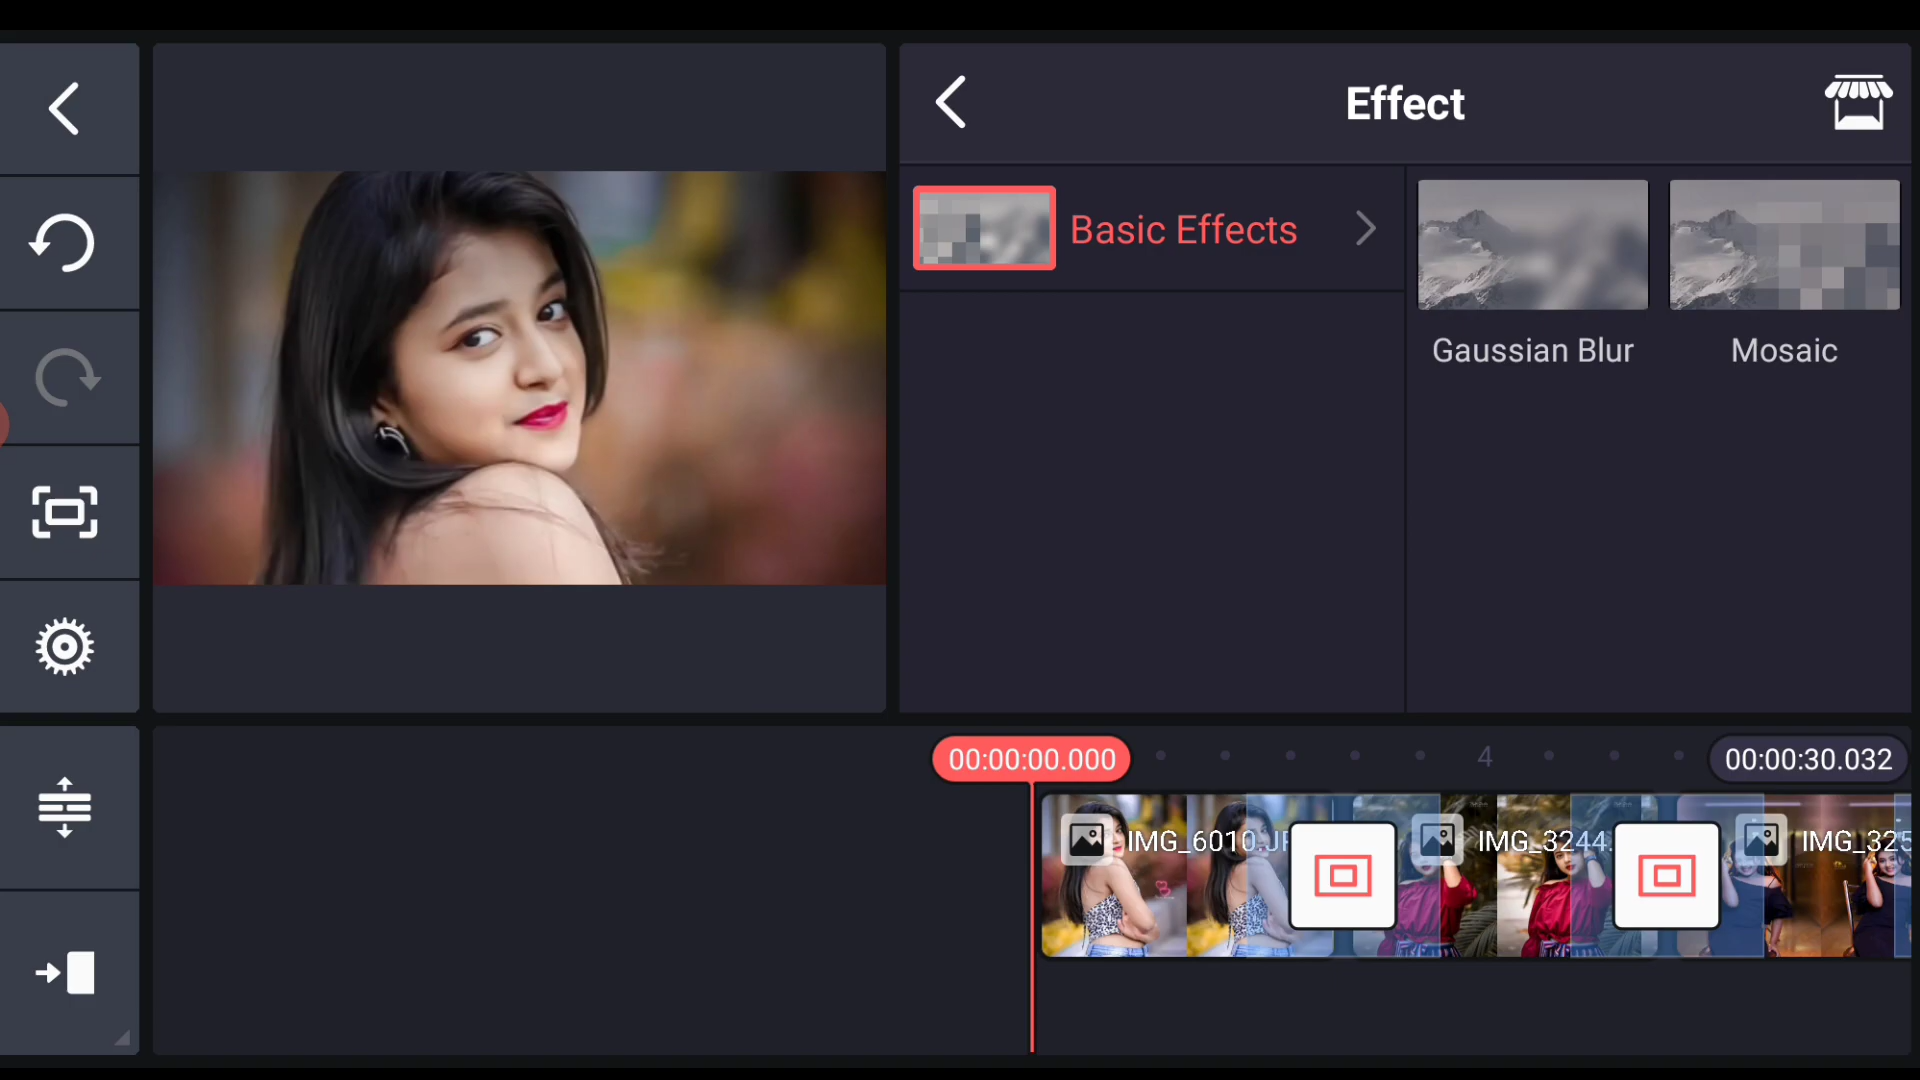 Effect
Basic Effects
Gaussian Blur
Mosaic
00:00:00.000
4
00:00:30.032
IMG_6010.JP
IMG_3244.
IMG_325